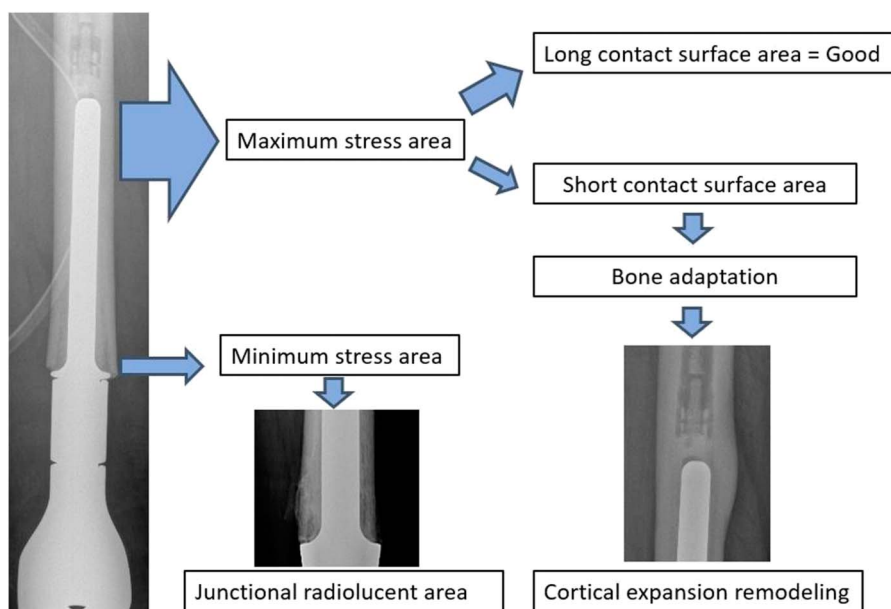 Long contact surface area = Good
Maximum stress area
Short contact surface area
Bone adaptation
Minimum stress area
Junctional radiolucent area
Cortical expansion remodeling